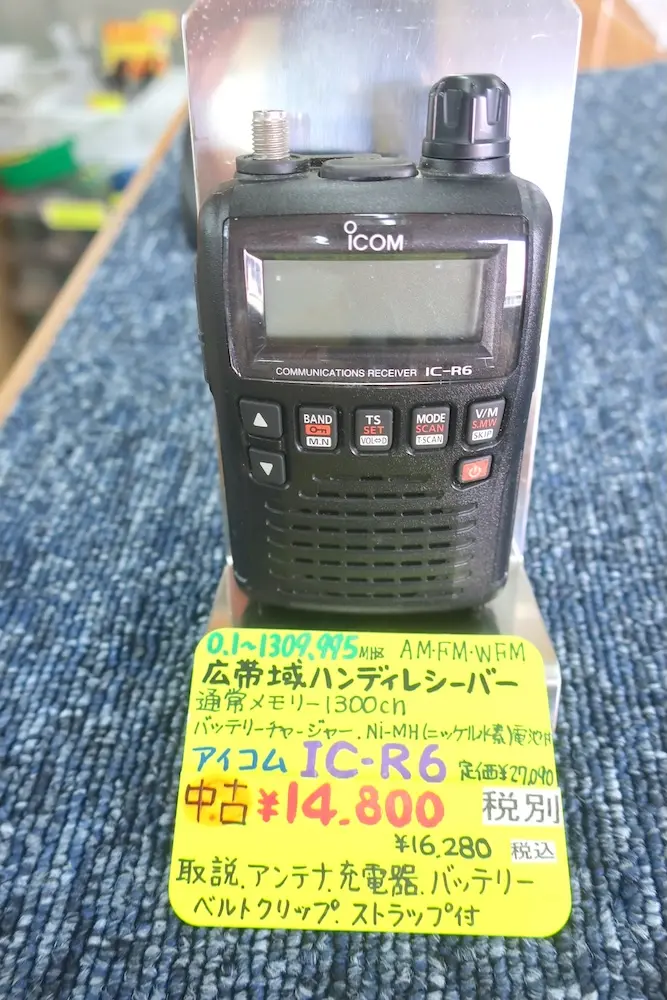 ICOM
COMMUNICATIONS RECEIVER IC-R6
BAND
M.N
TS
SET
VOL⇔D
MODE
SCAN
T-SCAN
V/M
S.MW
SKIP
0.1~1309.995MHz AM・FM・WFM
広帯域ハンディレシーバー
通常メモリー1300ch
バッテリーチャージャー、Ni-MH(ニッケル水素)電池付
アイコム IC-R6 定価¥27,090
中古 ¥14.800 税別
¥16,280 税込
取説、アンテナ、充電器、バッテリー
ベルトクリップ、ストラップ付